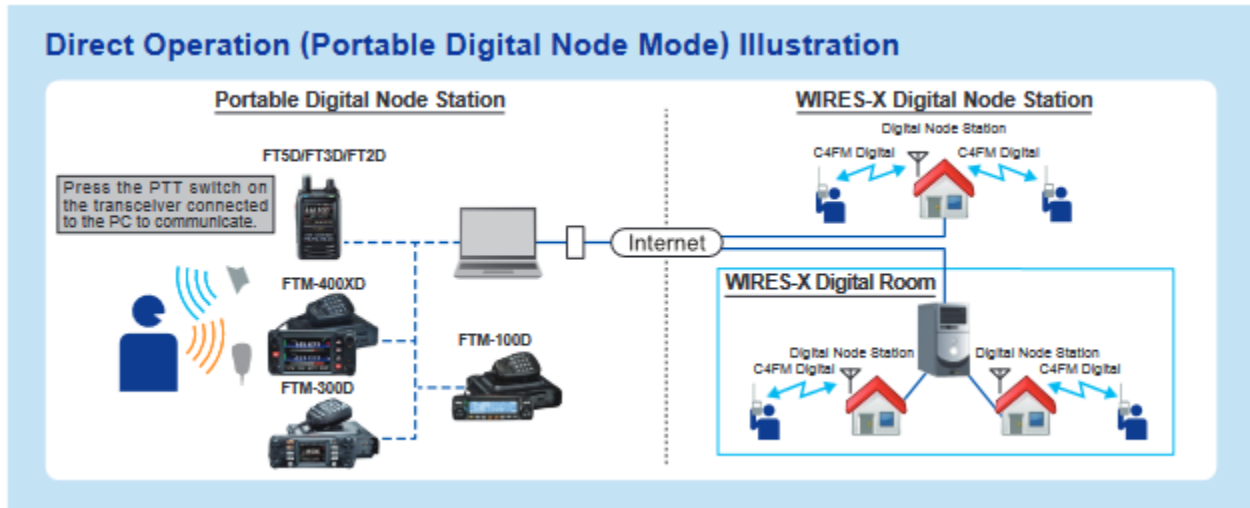 Direct Operation (Portable Digital Node Mode) Illustration
Portable Digital Node Station
FT5D/FT3D/FT2D
Press the PTT switch on
the transceiver connected
to the PC to communicate.
FTM-400XD
FTM-100D
FTM-300D
Internet
WIRES-X Digital Node Station
Digital Node Station
C4FM Digital
C4FM Digital
WIRES-X Digital Room
Digital Node Station
Digital Node Station
C4FM Digital
C4FM Digital